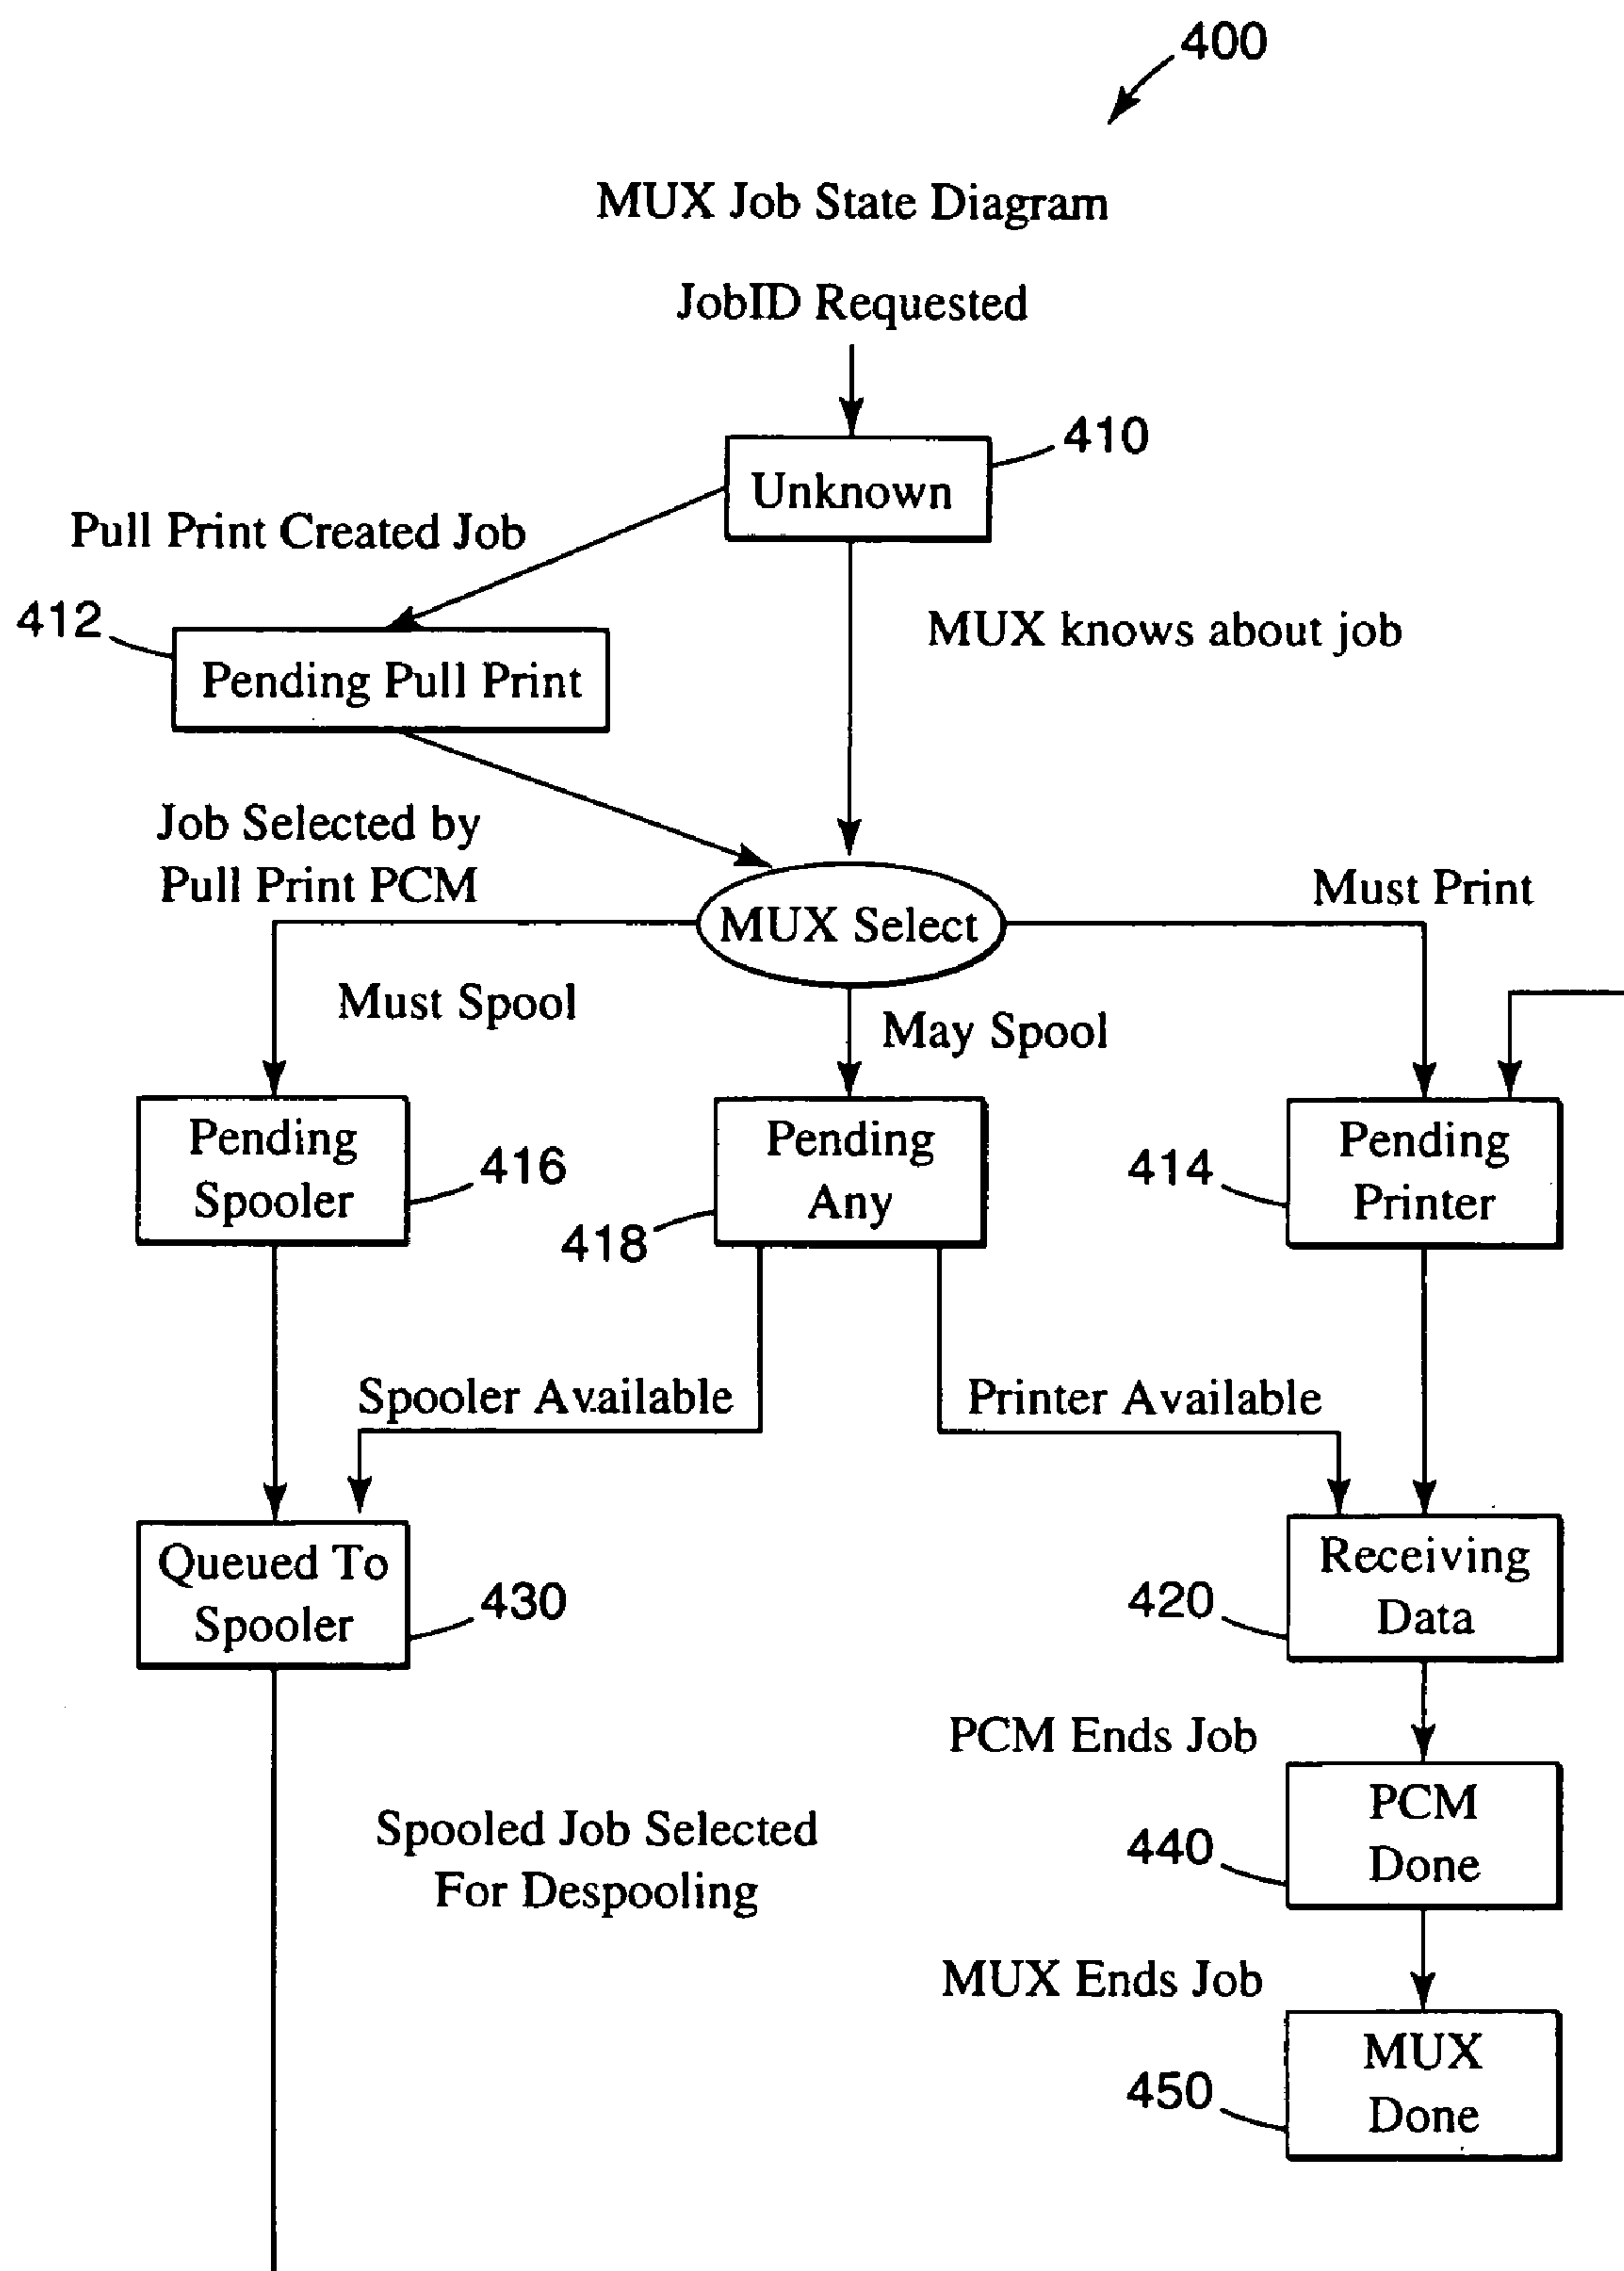 400
MUX Job State Diagram
JobID Requested
410
Unknown
Pull Print Created Job
412
MUX knows about job
Pending Pull Print
Job Selected by
Pull Print PCM
Must Print
MUX Select
Must Spool
May Spool
Pending
Spooler
416
Pending
Any
418
414
Pending
Printer
Spooler Available
Printer Available
Queued To
Spooler
430
420
Receiving
Data
PCM Ends Job
Spooled Job Selected
For Despooling
440
PCM
Done
MUX Ends Job
450
MUX
Done